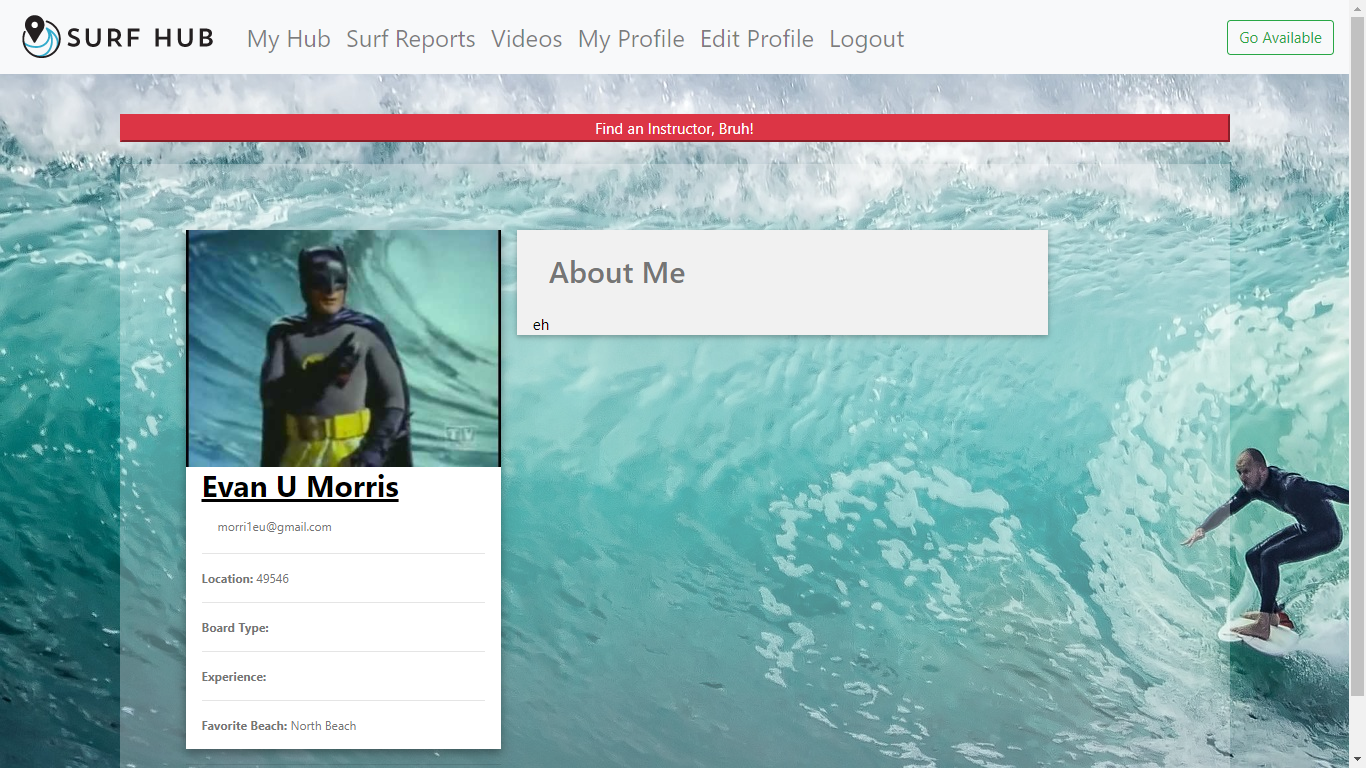 SURF HUB My Hub Surf Reports Videos My Profile Edit Profile Logout Go Available
Find an Instructor, Bruh!
About Me
eh
Evan U Morris
morri1eu@gmail.com
Location: 49546
Board Type:
Experience:
Favorite Beach: North Beach